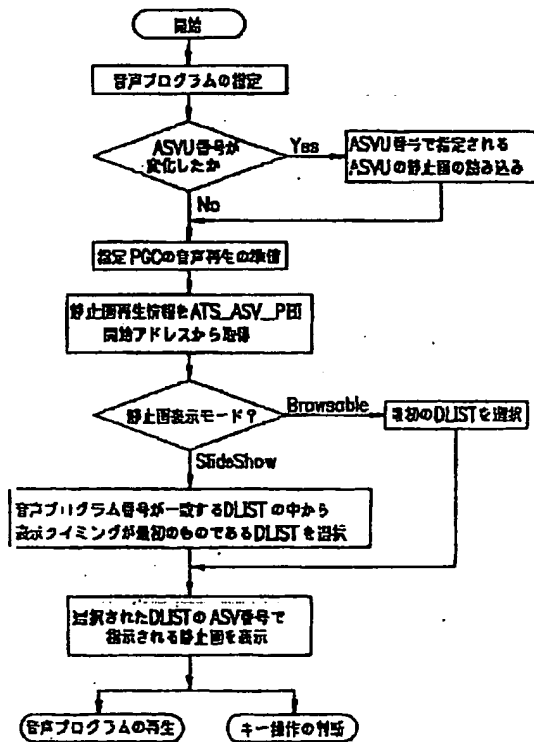 開始
音声プログラムの指定
ASVU番号が
変化したか
Yes
ASVU番号で指定される
ASVUの静止画の読み込み
No
指定PGCの音声再生の準備
静止画再生情報をATS_ASV_PBI
開始アドレスから取得
静止画表示モード?
Browsable
最初のDLISTを選択
SlideShow
音声プログラム番号が一致するDLISTの中から
表示タイミングが最初のものであるDLISTを選択
選択されたDLISTのASV番号で
指示される静止画を表示
音声プログラムの再生
キー操作の判断